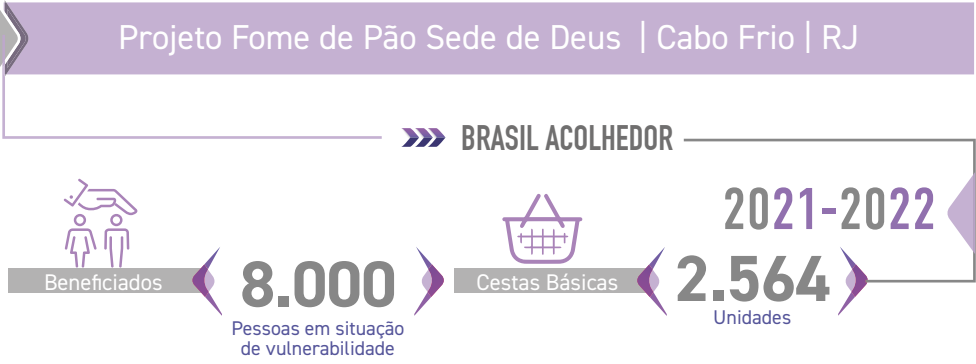 Projeto Fome de Pão Sede de Deus | Cabo Frio | RJ
BRASIL ACOLHEDOR
2021-2022
Beneficiados
8.000
Pessoas em situação
de vulnerabilidade
Cestas Básicas
2.564
Unidades